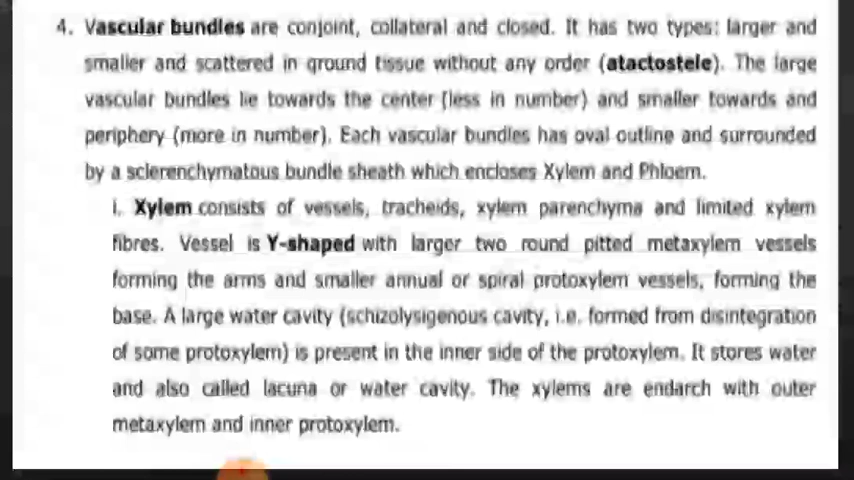 4. Vascular bundles are conjoint, collateral and closed. It has two types: larger and
smaller and scattered in ground tissue without any order (atactostele). The large
vascular bundles lie towards the center (less in number) and smaller towards and
periphery (more in number). Each vascular bundles has oval outline and surrounded
by a sclerenchymatous bundle sheath which encloses Xylem and Phloem.
i. Xylem consists of vessels, tracheids, xylem parenchyma and limited xylem
fibres. Vessel is Y-shaped with larger two round pitted metaxylem vessels
forming the arms and smaller annual or spiral protoxylem vessels, forming the
base. A large water cavity (schizolysigenous cavity, i.e. formed from disintegration
of some protoxylem) is present in the inner side of the protoxylem. It stores water
and also called lacuna or water cavity. The xylems are endarch with outer
metaxylem and inner protoxylem.